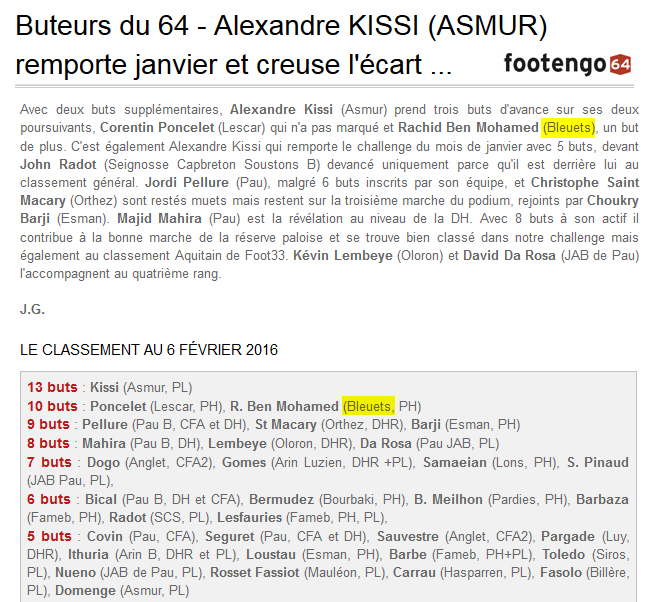 Buteurs du 64 - Alexandre KISSI (ASMUR)
remporte janvier et creuse l'écart ...
footengo 64
Avec deux buts supplémentaires, Alexandre Kissi (Asmur) prend trois buts d'avance sur ses deux
poursuivants, Corentin Poncelet (Lescar) qui n'a pas marqué et Rachid Ben Mohamed (Bleuets), un but
de plus. C'est également Alexandre Kissi qui remporte le challenge du mois de janvier avec 5 buts, devant
John Radot (Seignosse Capbreton Soustons B) devancé uniquement parce qu'il est derrière lui au
classement général. Jordi Pellure (Pau), malgré 6 buts inscrits par son équipe, et Christophe Saint
Macary (Orthez) sont restés muets mais restent sur la troisième marche du podium, rejoints par Choukry
Barji (Esman). Majid Mahira (Pau) est la révélation au niveau de la DH. Avec 8 buts à son actif il
contribue à la bonne marche de la réserve paloise et se trouve bien classé dans notre challenge mais
également au classement Aquitain de Foot33. Kévin Lembeye (Oloron) et David Da Rosa (JAB de Pau)
l'accompagnent au quatrième rang.
J.G.
LE CLASSEMENT AU 6 FÉVRIER 2016
13 buts : Kissi (Asmur, PL)
10 buts : Poncelet (Lescar, PH), R. Ben Mohamed (Bleuets, PH)
9 buts : Pellure (Pau B, CFA et DH), St Macary (Orthez, DHR), Barji (Esman, PH)
8 buts : Mahira (Pau B, DH), Lembeye (Oloron, DHR), Da Rosa (Pau JAB, PL)
7 buts : Dogo (Anglet, CFA2), Gomes (Arin Luzien, DHR +PL), Samaeian (Lons, PH), S. Pinaud
(JAB Pau, PL),
6 buts : Bical (Pau B, DH et CFA), Bermudez (Bourbaki, PH), B. Meilhon (Pardies, PH), Barbaza
(Fameb, PH), Radot (SCS, PL), Lesfauries (Fameb, PH, PL),
5 buts : Covin (Pau, CFA), Seguret (Pau, CFA et DH), Sauvestre (Anglet, CFA2), Pargade (Luy,
DHR), Ithuria (Arin B, DHR et PL), Loustau (Esman, PH), Barbe (Fameb, PH+PL), Toledo (Siros,
PL), Nueno (JAB de Pau, PL), Rosset Fassiot (Mauléon, PL), Carrau (Hasparren, PL), Fasolo (Billère,
PL), Domenge (Asmur, PL)